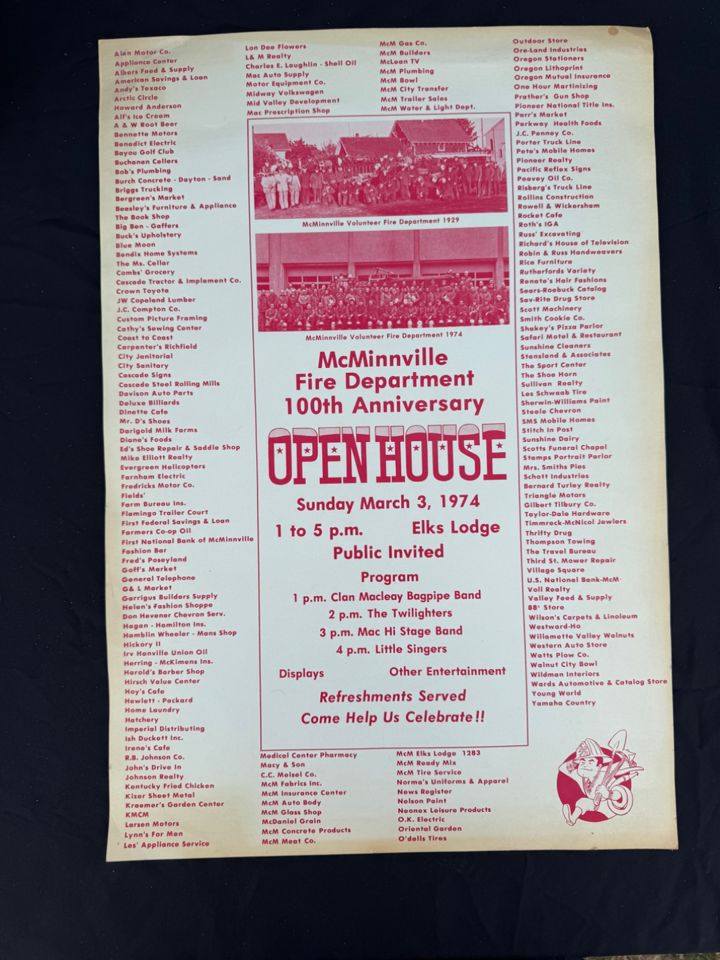 Alan Motor Co.
Appliance Center
Albers Feed & Supply
American Savings & Loan
Andy's Texaco
Arctic Circle
Howard Anderson
Alf's Ice Cream
A & W Root Beer
Bennette Motors
Benedict Electric
Bayou Golf Club
Buchanan Cellers
Bob's Plumbing
Burch Concrete - Dayton - Sand
Briggs Trucking
Bergreen's Market
Beasley's Furniture & Appliance
The Book Shop
Big Ben - Gaffers
Buck's Upholstery
Blue Moon
Bendix Home Systems
The Ms. Cellar
Combs' Grocery
Cascade Tractor & Implement Co.
Crown Toyota
JW Copeland Lumber
J.C. Compton Co.
Custom Picture Framing
Cathy's Sewing Center
Coast to Coast
Carpenter's Richfield
City Janitorial
City Sanitary
Cascade Signs
Cascade Steel Rolling Mills
Davison Auto Parts
Deluxe Billiards
Dinette Cafe
Mr. D's Shoes
Darigold Milk Farms
Diane's Foods
Ed's Shoe Repair & Saddle Shop
Mike Elliott Realty
Evergreen Helicopters
Farnham Electric
Fredricks Motor Co.
Fields'
Farm Bureau Ins.
Flamingo Trailer Court
First Federal Savings & Loan
Farmers Co-op Oil
First National Bank of McMinnville
Fashion Bar
Fred's Poseyland
Goff's Market
General Telephone
G& L Market
Garrigus Builders Supply
Helen's Fashion Shoppe
Don Hevener Chevron Serv.
Hagan - Hamilton Ins.
Hamblin Wheeler - Mans Shop
Hickory II
Irv Hanville Union Oil
Herring - McKimens Ins.
Harold's Barber Shop
Hirsch Value Center
Hoy's Cafe
Hewlett - Packard
Home Laundry
Hatchery
Imperial Distributing
Ish Duckett Inc.
Irene's Cafe
R.B. Johnson Co.
John's Drive In
Johnson Realty
Kentucky Fried Chicken
Kizer Sheet Metal
Kraemer's Garden Center
KMCM
Larsen Motors
Lynn's For Men
Les' Appliance Service
Lon Dee Flowers
L& M Realty
Charles E. Laughlin - Shell Oil
Mac Auto Supply
Motor Equipment Co.
Midway Volkswagen
Mid Valley Development
Mac Prescription Shop
McM Gas Co.
McM Builders
McLean TV
McM Plumbing
McM Bowl
McM City Transfer
McM Trailer Sales
McM Water & Light Dept.
McMinnville Volunteer Fire Department 1929
McMinnville Volunteer Fire Department 1974
McMinnville
Fire Department
100th Anniversary
OPEN HOUSE
Sunday March 3, 1974
1 to 5 p.m. Elks Lodge
Public Invited
Program
1 p.m. Clan Macleay Bagpipe Band
2 p.m. The Twilighters
3 p.m. Mac Hi Stage Band
4 p.m. Little Singers
Displays Other Entertainment
Refreshments Served
Come Help Us Celebrate!!
Medical Center Pharmacy
Macy & Son
C.C. Meisel Co.
McM Fabrics Inc.
McM Insurance Center
McM Auto Body
McM Glass Shop
McDaniel Grain
McM Concrete Products
McM Meat Co.
McM Elks Lodge 1283
McM Ready Mix
McM Tire Service
Norma's Uniforms & Apparel
News Register
Nelson Paint
Neonex Leisure Products
O.K. Electric
Oriental Garden
O'dells Tires
Outdoor Store
Ore-Land Industries
Oregon Stationers
Oregon Lithoprint
Oregon Mutual Insurance
One Hour Martinizing
Prather's Gun Shop
Pioneer National Title Ins.
Parr's Market
Parkway Health Foods
J.C. Penney Co.
Porter Truck Line
Pete's Mobile Homes
Pioneer Realty
Pacific Reflex Signs
Peavey Oil Co.
Risberg's Truck Line
Rollins Construction
Rowell & Wickersham
Rocket Cafe
Roth's IGA
Russ' Excavating
Richard's House of Television
Robin & Russ Handweavers
Rice Furniture
Rutherfords Variety
Renate's Hair Fashions
Sears-Roebuck Catalog
Sav-Rite Drug Store
Scott Machinery
Smith Cookie Co.
Shakey's Pizza Parlor
Safari Motel & Restaurant
Sunshine Cleaners
Stansland & Associates
The Sport Center
The Shoe Horn
Sullivan Realty
Les Schwab Tire
Sherwin-Williams Paint
Steele Chevron
SMS Mobile Homes
Stitch In Post
Sunshine Dairy
Scotts Funeral Chapel
Stamps Portrait Parlor
Mrs. Smiths Pies
Schott Industries
Bernard Turley Realty
Triangle Motors
Gilbert Tilbury Co.
Taylor-Dale Hardware
Timmreck-McNicol Jewlers
Thrifty Drug
Thompson Towing
The Travel Bureau
Third St. Mower Repair
Village Square
U.S. National Bank-McM
Voll Realty
Valley Feed & Supply
88¢ Store
Wilson's Carpets & Linoleum
Westward-Ho
Willamette Valley Walnuts
Western Auto Store
Watts Plow Co.
Walnut City Bowl
Wildman Interiors
Wards Automotive & Catalog Store
Young World
Yamaha Country